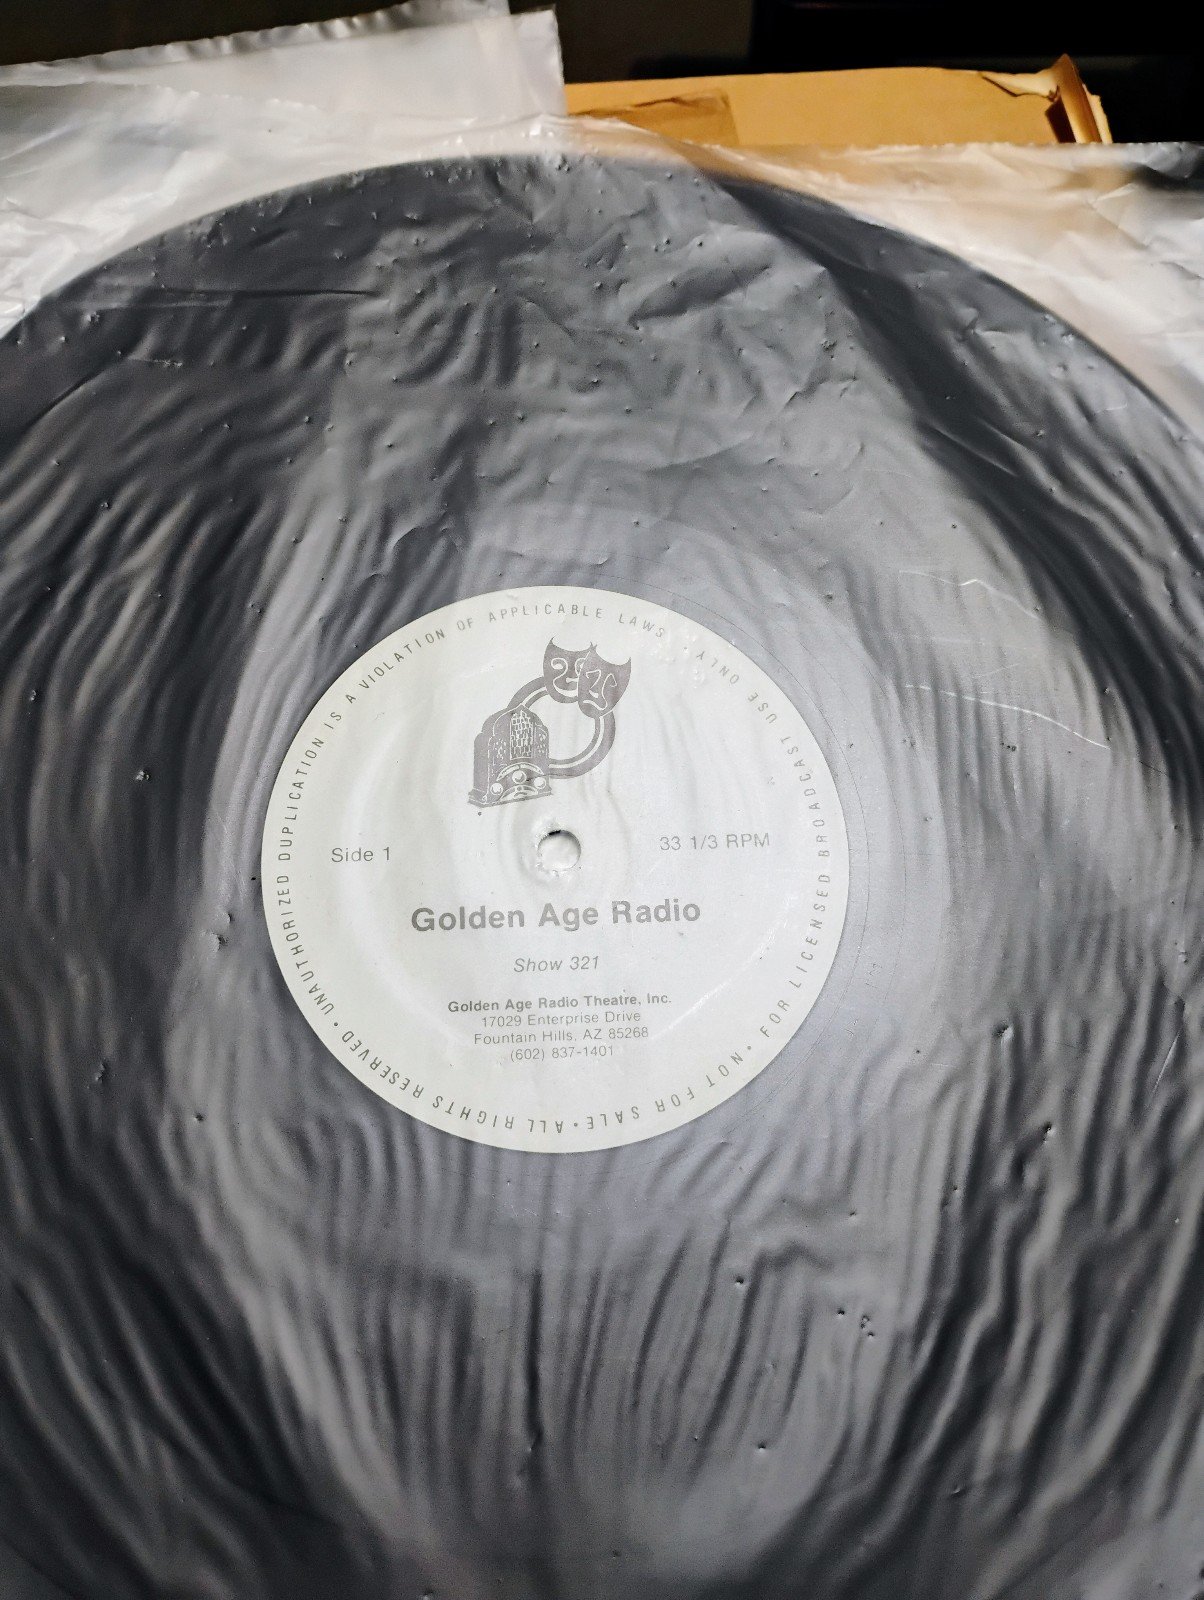 Side 1
33 1/3 RPM
Golden Age Radio
Show 321
Golden Age Radio Theatre, Inc.
17029 Enterprise Drive
Fountain Hills, AZ 85268
(602) 837-1401
UNAUTHORIZED DUPLICATION IS A VIOLATION OF APPLICABLE LAWS • FOR LICENSED BROADCAST USE ONLY • NOT FOR SALE • ALL RIGHTS RESERVED •